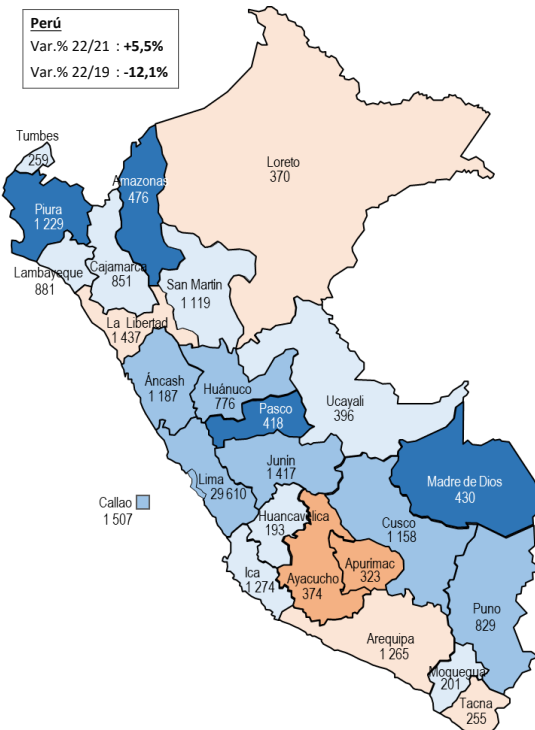 Perú
Var.% 22/21 : +5,5%
Var.% 22/19 : -12,1%
Tumbes
259
Amazonas
476
Loreto
370
Piura
1 229
Lambayeque
881
Cajamarca
851
San Martin
1 119
La Libertad
1 437
Áncash
1 187
Huánuco
776
Pasco
418
Ucayali
396
Junín
1 417
Lima
29 610
Callao
1 507
Madre de Dios
430
Huancavelica
193
Cusco
1 158
Ica
1 274
Ayacucho
374
Apurimac
323
Puno
829
Arequipa
1 265
Moquegua
201
Tacna
255